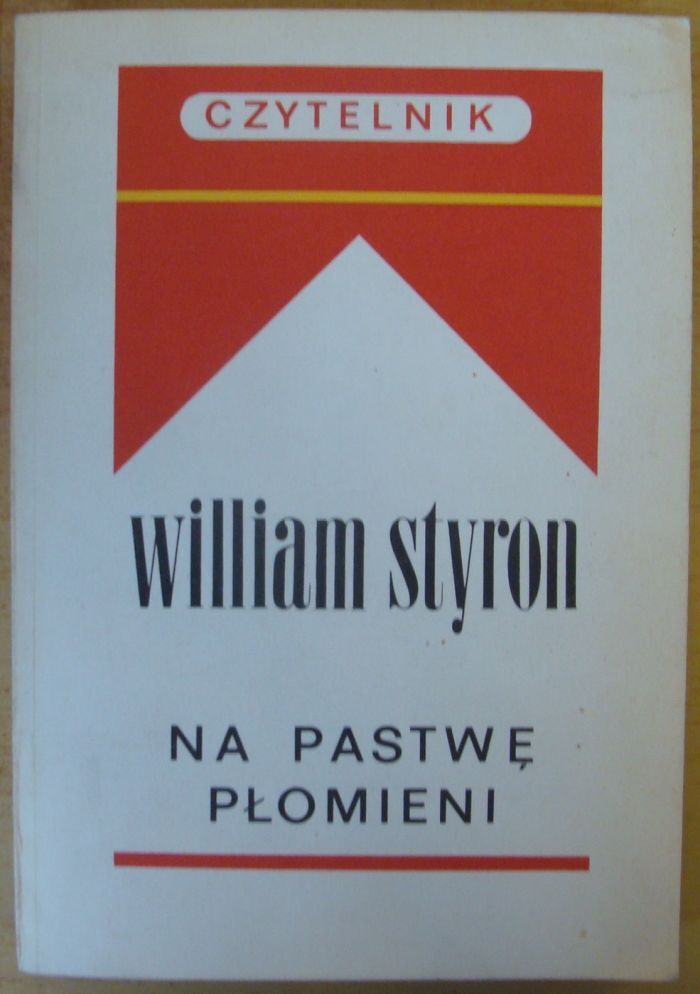 CZYTELNIK
william styron
NA PASTWĘ
PŁOMIENI